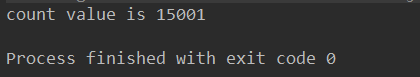 count value is 15001
Process finished with exit code 0